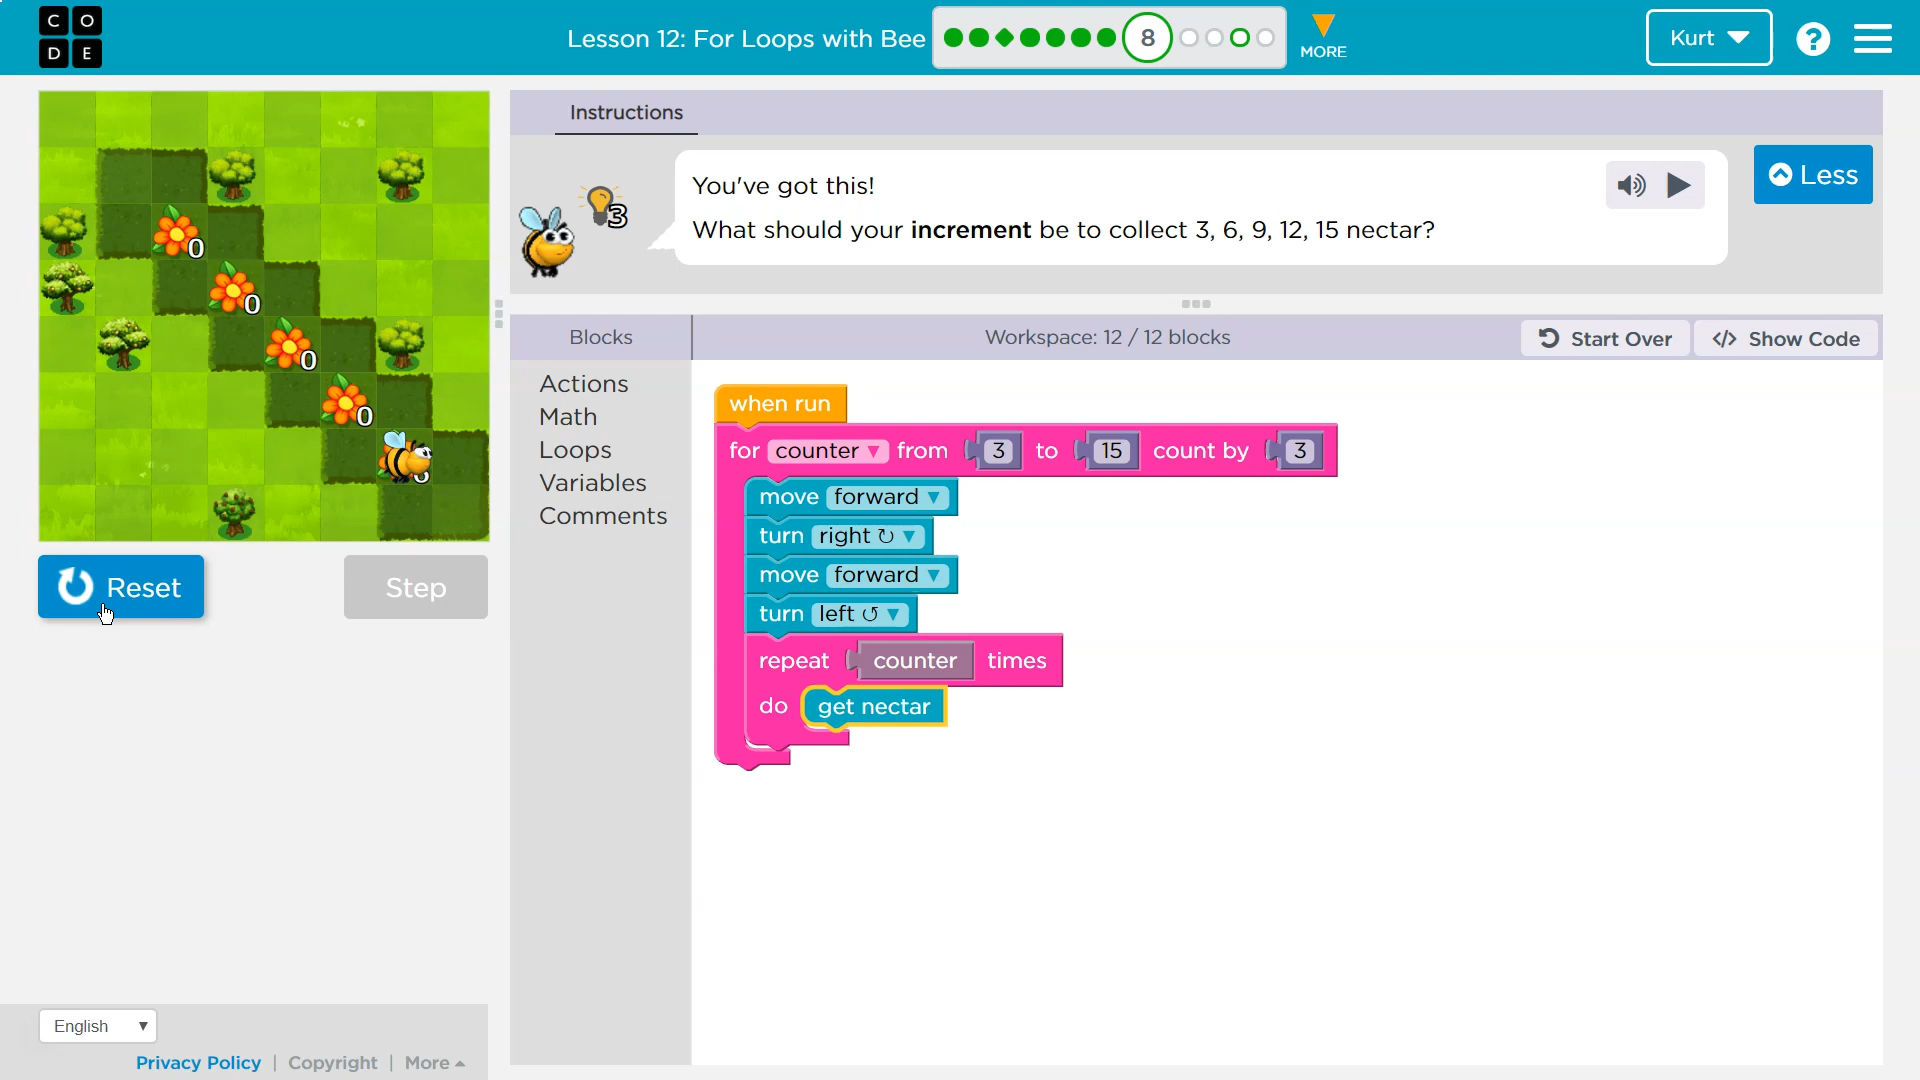 C O
D E
Lesson 12: For Loops with Bee
8
MORE
Kurt
?
Instructions
3
You've got this!
What should your increment be to collect 3, 6, 9, 12, 15 nectar?
Less
0
0
0
0
Blocks
Workspace: 12 / 12 blocks
Start Over
</> Show Code
Actions
Math
Loops
Variables
Comments
when run
for counter from 3 to 15 count by 3
move forward
turn right ↻
move forward
turn left ↺
repeat counter times
do get nectar
Reset
Step
English
Privacy Policy | Copyright | More